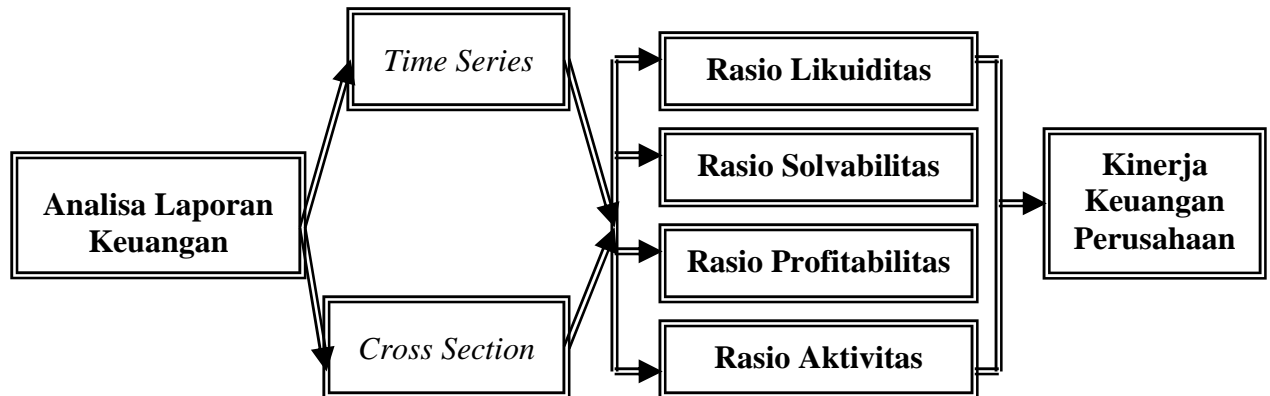 Analisa Laporan
Keuangan
Time Series
Cross Section
Rasio Likuiditas
Rasio Solvabilitas
Rasio Profitabilitas
Rasio Aktivitas
Kinerja
Keuangan
Perusahaan